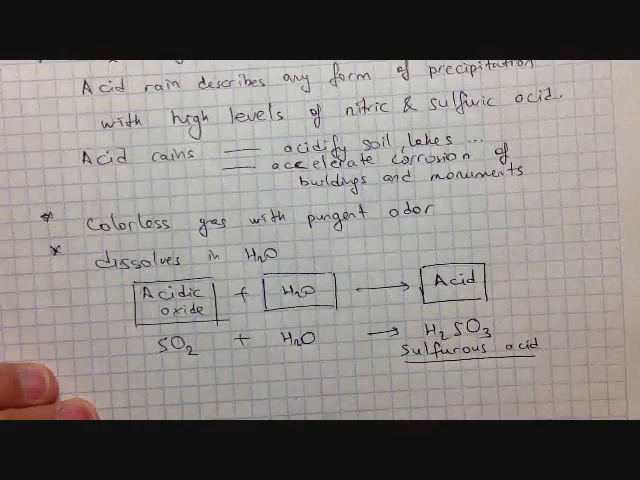 Acid rain describes any form of precipitation
with high levels of nitric & sulfuric acid.
Acid rains — acidify soil, lakes ...
— accelerate corrosion of
buildings and monuments
* Colorless gas with pungent odor
* dissolves in H₂O
Acidic oxide + H₂O → Acid
SO₂ + H₂O → H₂SO₃
Sulfurous acid